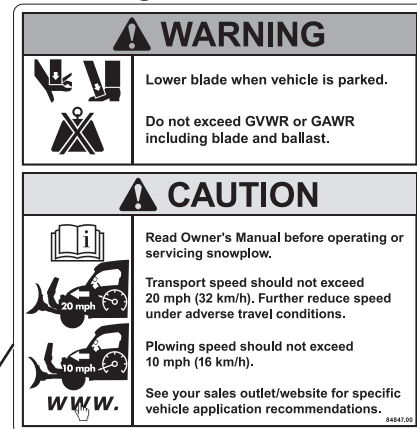 WARNING
Lower blade when vehicle is parked.
Do not exceed GVWR or GAWR
including blade and ballast.
CAUTION
i
Read Owner's Manual before operating or
servicing snowplow.
20 mph
Transport speed should not exceed
20 mph (32 km/h). Further reduce speed
under adverse travel conditions.
10 mph
Plowing speed should not exceed
10 mph (16 km/h).
www.
See your sales outlet/website for specific
vehicle application recommendations.
84847.00